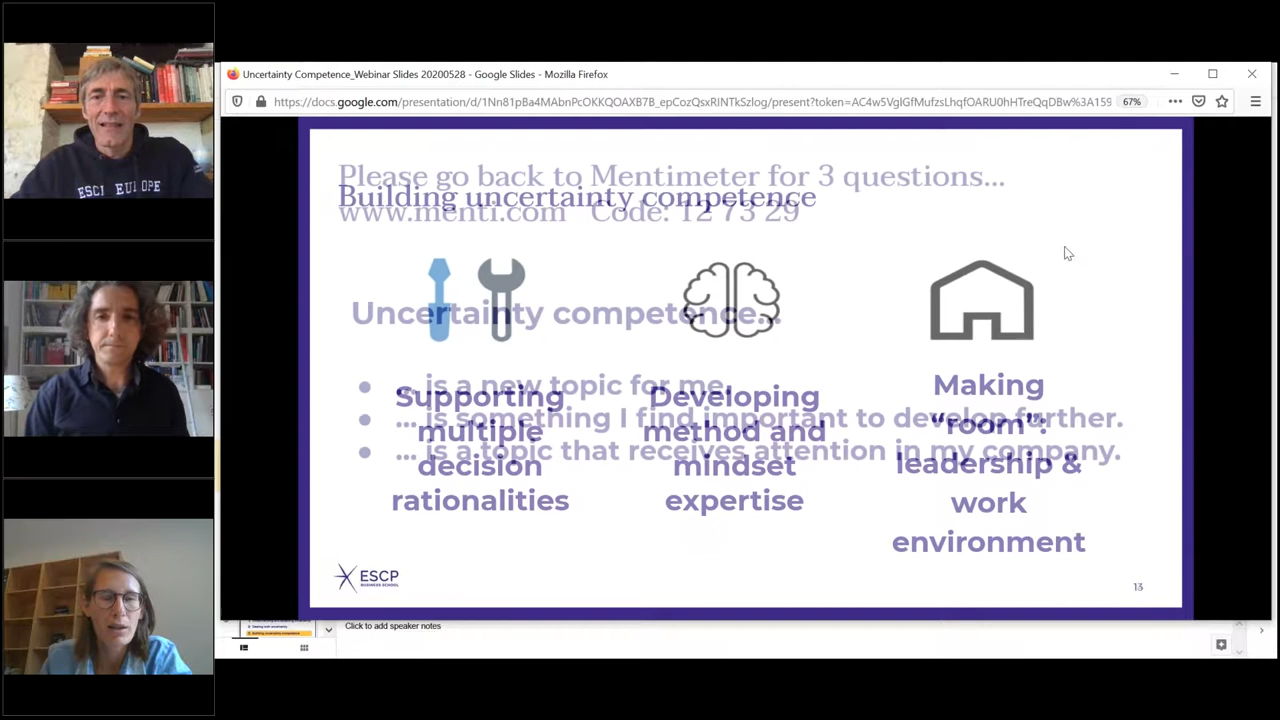 ESCP EUROPE
Uncertainty Competence_Webinar Slides 20200528 - Google Slides - Mozilla Firefox
https://docs.google.com/presentation/d/1Nn81pBa4MAbnPcOKKQOAXB7B_epCozQsxRINTkSzlog/present?token=AC4w5VgIGfMufzsLhqfOARU0hHTreQqDBw%3A159
67%
Please go back to Mentimeter for 3 questions...
Building uncertainty competence
www.menti.com Code: 12 73 29
Uncertainty competence...
● ... is a new topic for me.
● ... is something I find important to develop further.
● ... is a topic that receives attention in my company.
Supporting
multiple
decision
rationalities
Developing
method and
mindset
expertise
Making
“room”:
leadership &
work
environment
ESCP
BUSINESS SCHOOL
13
Click to add speaker notes